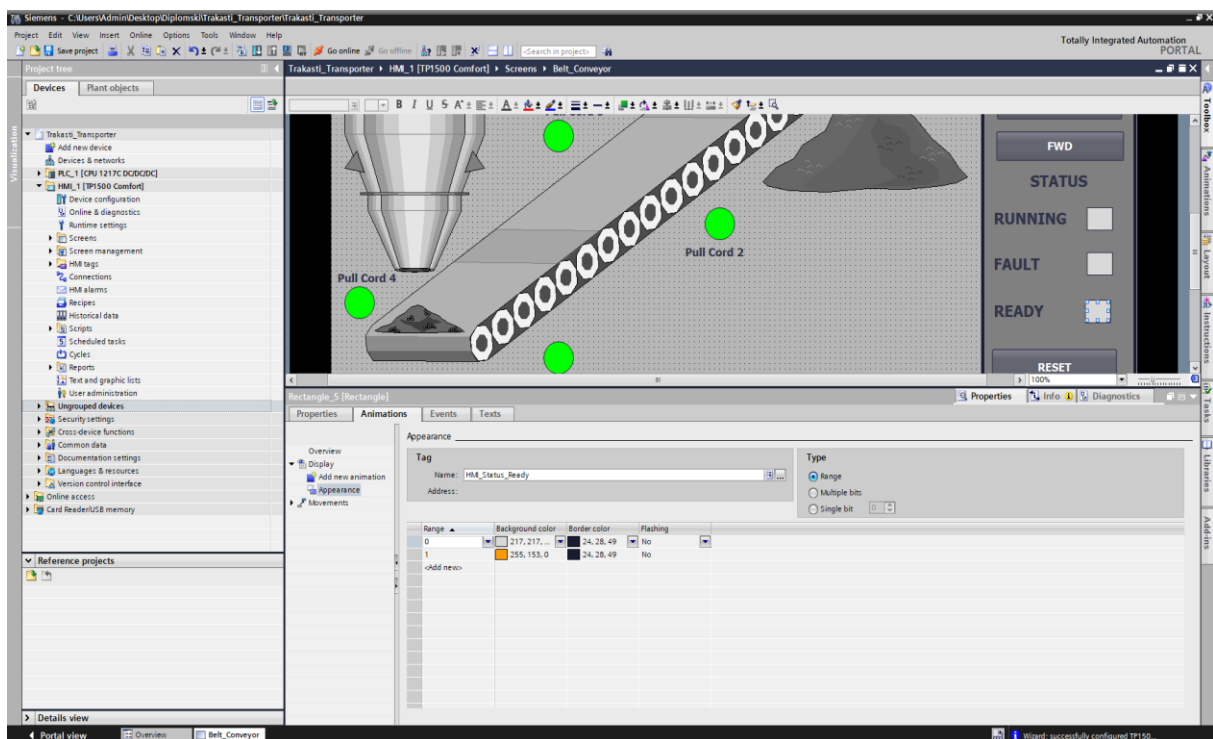 Siemens - C:\Users\Admin\Desktop\Diplomski\Trakasti_Transporter\Trakasti_Transporter
Project Edit View Insert Online Options Tools Window Help
Totally Integrated Automation
PORTAL
Save project
Go online
Go offline
<Search in project>
Project tree
Trakasti_Transporter
HMI_1 [TP1500 Comfort]
Screens
Belt_Conveyor
Devices
Plant objects
Trakasti_Transporter
Add new device
Devices & networks
PLC_1 [CPU 1217C DC/DC/DC]
HMI_1 [TP1500 Comfort]
Device configuration
Online & diagnostics
Runtime settings
Screens
Screen management
HMI tags
Connections
HMI alarms
Recipes
Historical data
Scripts
Scheduled tasks
Cycles
Reports
Text and graphic lists
User administration
Ungrouped devices
Security settings
Cross-device functions
Common data
Documentation settings
Languages & resources
Version control interface
Online access
Card Reader/USB memory
Reference projects
Details view
Visualization
Pull Cord 4
Pull Cord 2
FWD
STATUS
RUNNING
FAULT
READY
RESET
100%
Rectangle_5 [Rectangle]
Properties
Info
Diagnostics
Properties
Animations
Events
Texts
Overview
Display
Add new animation
Appearance
Movements
Appearance
Tag
Name: HMI_Status_Ready
Address:
Type
Range
Multiple bits
Single bit 0
Range Background color Border color Flashing
0 217, 217, ... 24, 28, 49 No
1 255, 153, 0 24, 28, 49 No
<Add new>
Toolbox
Animations
Layout
Instructions
Tasks
Libraries
Add-ins
Portal view
Overview
Belt_Conveyor
Wizard: successfully configured TP150...